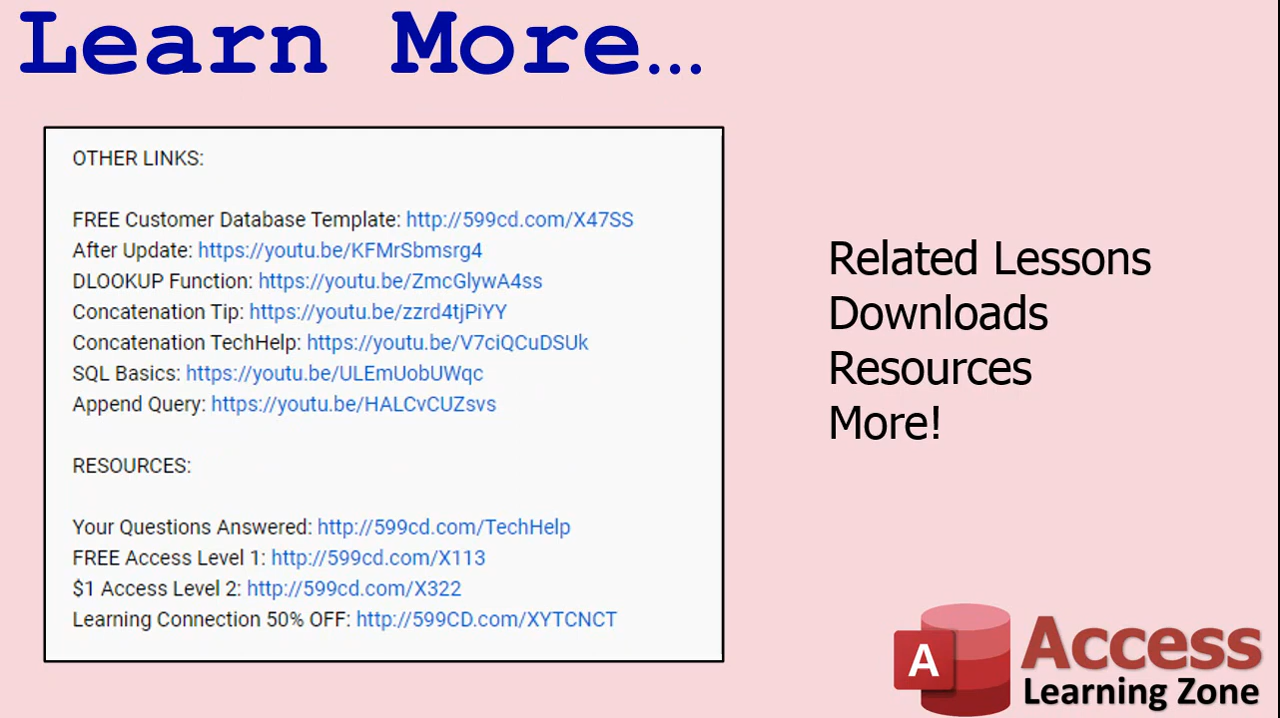 Learn More...
OTHER LINKS:
FREE Customer Database Template: http://599cd.com/X47SS
After Update: https://youtu.be/KFMrSbmsrg4
DLOOKUP Function: https://youtu.be/ZmcGlywA4ss
Concatenation Tip: https://youtu.be/zzrd4tjPiYY
Concatenation TechHelp: https://youtu.be/V7ciQCuDSUk
SQL Basics: https://youtu.be/ULEmUobUWqc
Append Query: https://youtu.be/HALCvCUZsvs
RESOURCES:
Your Questions Answered: http://599cd.com/TechHelp
FREE Access Level 1: http://599cd.com/X113
$1 Access Level 2: http://599cd.com/X322
Learning Connection 50% OFF: http://599CD.com/XYTCNCT
Related Lessons
Downloads
Resources
More!
A
Access
Learning Zone